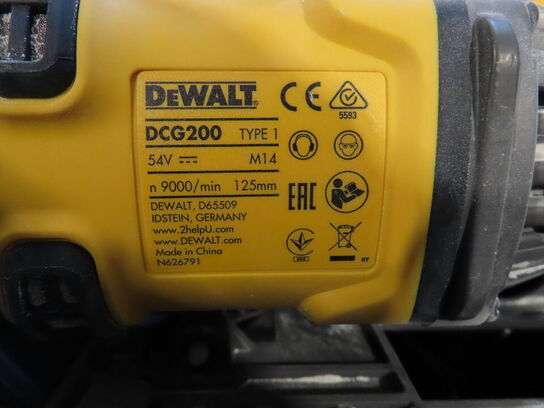 DEWALT
CE
5593
DCG200 TYPE 1
54V M14
n 9000/min 125mm
EAC
DEWALT, D65509
IDSTEIN, GERMANY
www.2helpU.com
www.DEWALT.com
Made in China
N626791